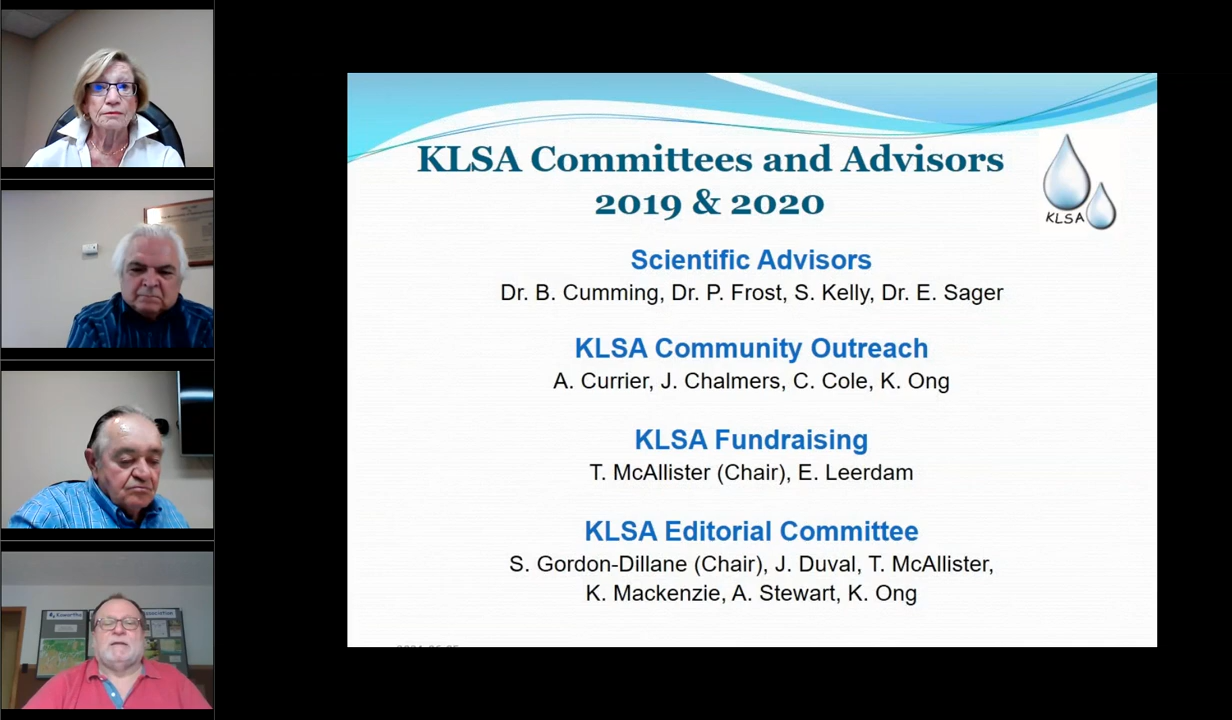 KLSA Committees and Advisors
2019 & 2020
KLSA
Scientific Advisors
Dr. B. Cumming, Dr. P. Frost, S. Kelly, Dr. E. Sager
KLSA Community Outreach
A. Currier, J. Chalmers, C. Cole, K. Ong
KLSA Fundraising
T. McAllister (Chair), E. Leerdam
KLSA Editorial Committee
S. Gordon-Dillane (Chair), J. Duval, T. McAllister,
K. Mackenzie, A. Stewart, K. Ong